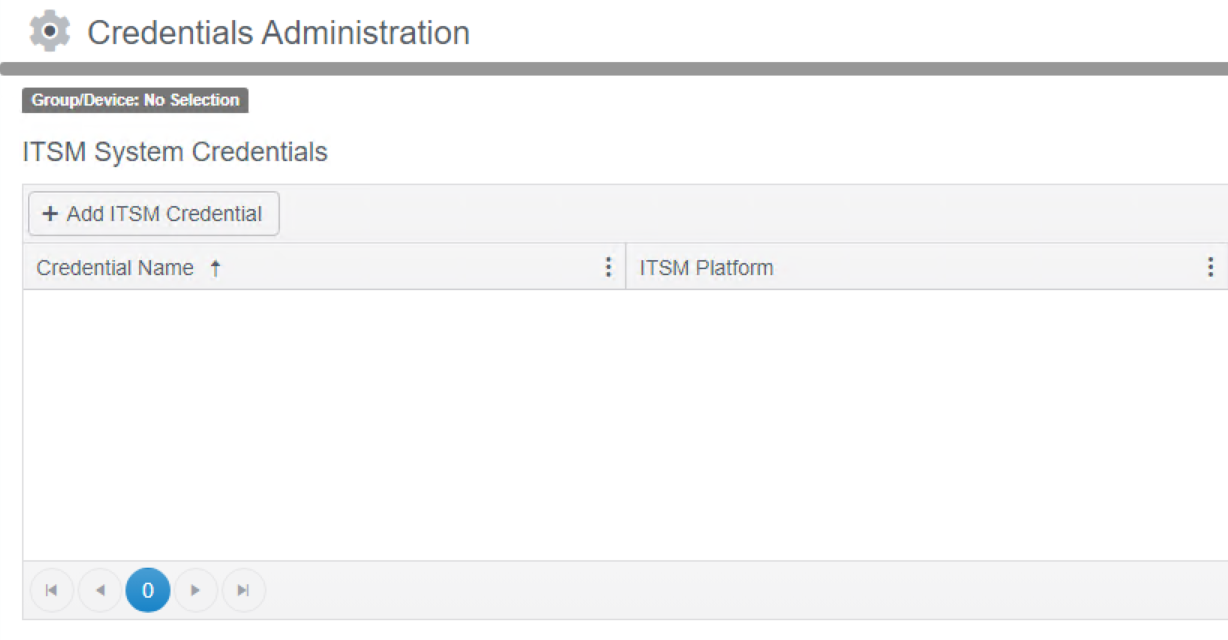 Credentials Administration
Group/Device: No Selection
ITSM System Credentials
+ Add ITSM Credential
Credential Name ↑
ITSM Platform
0